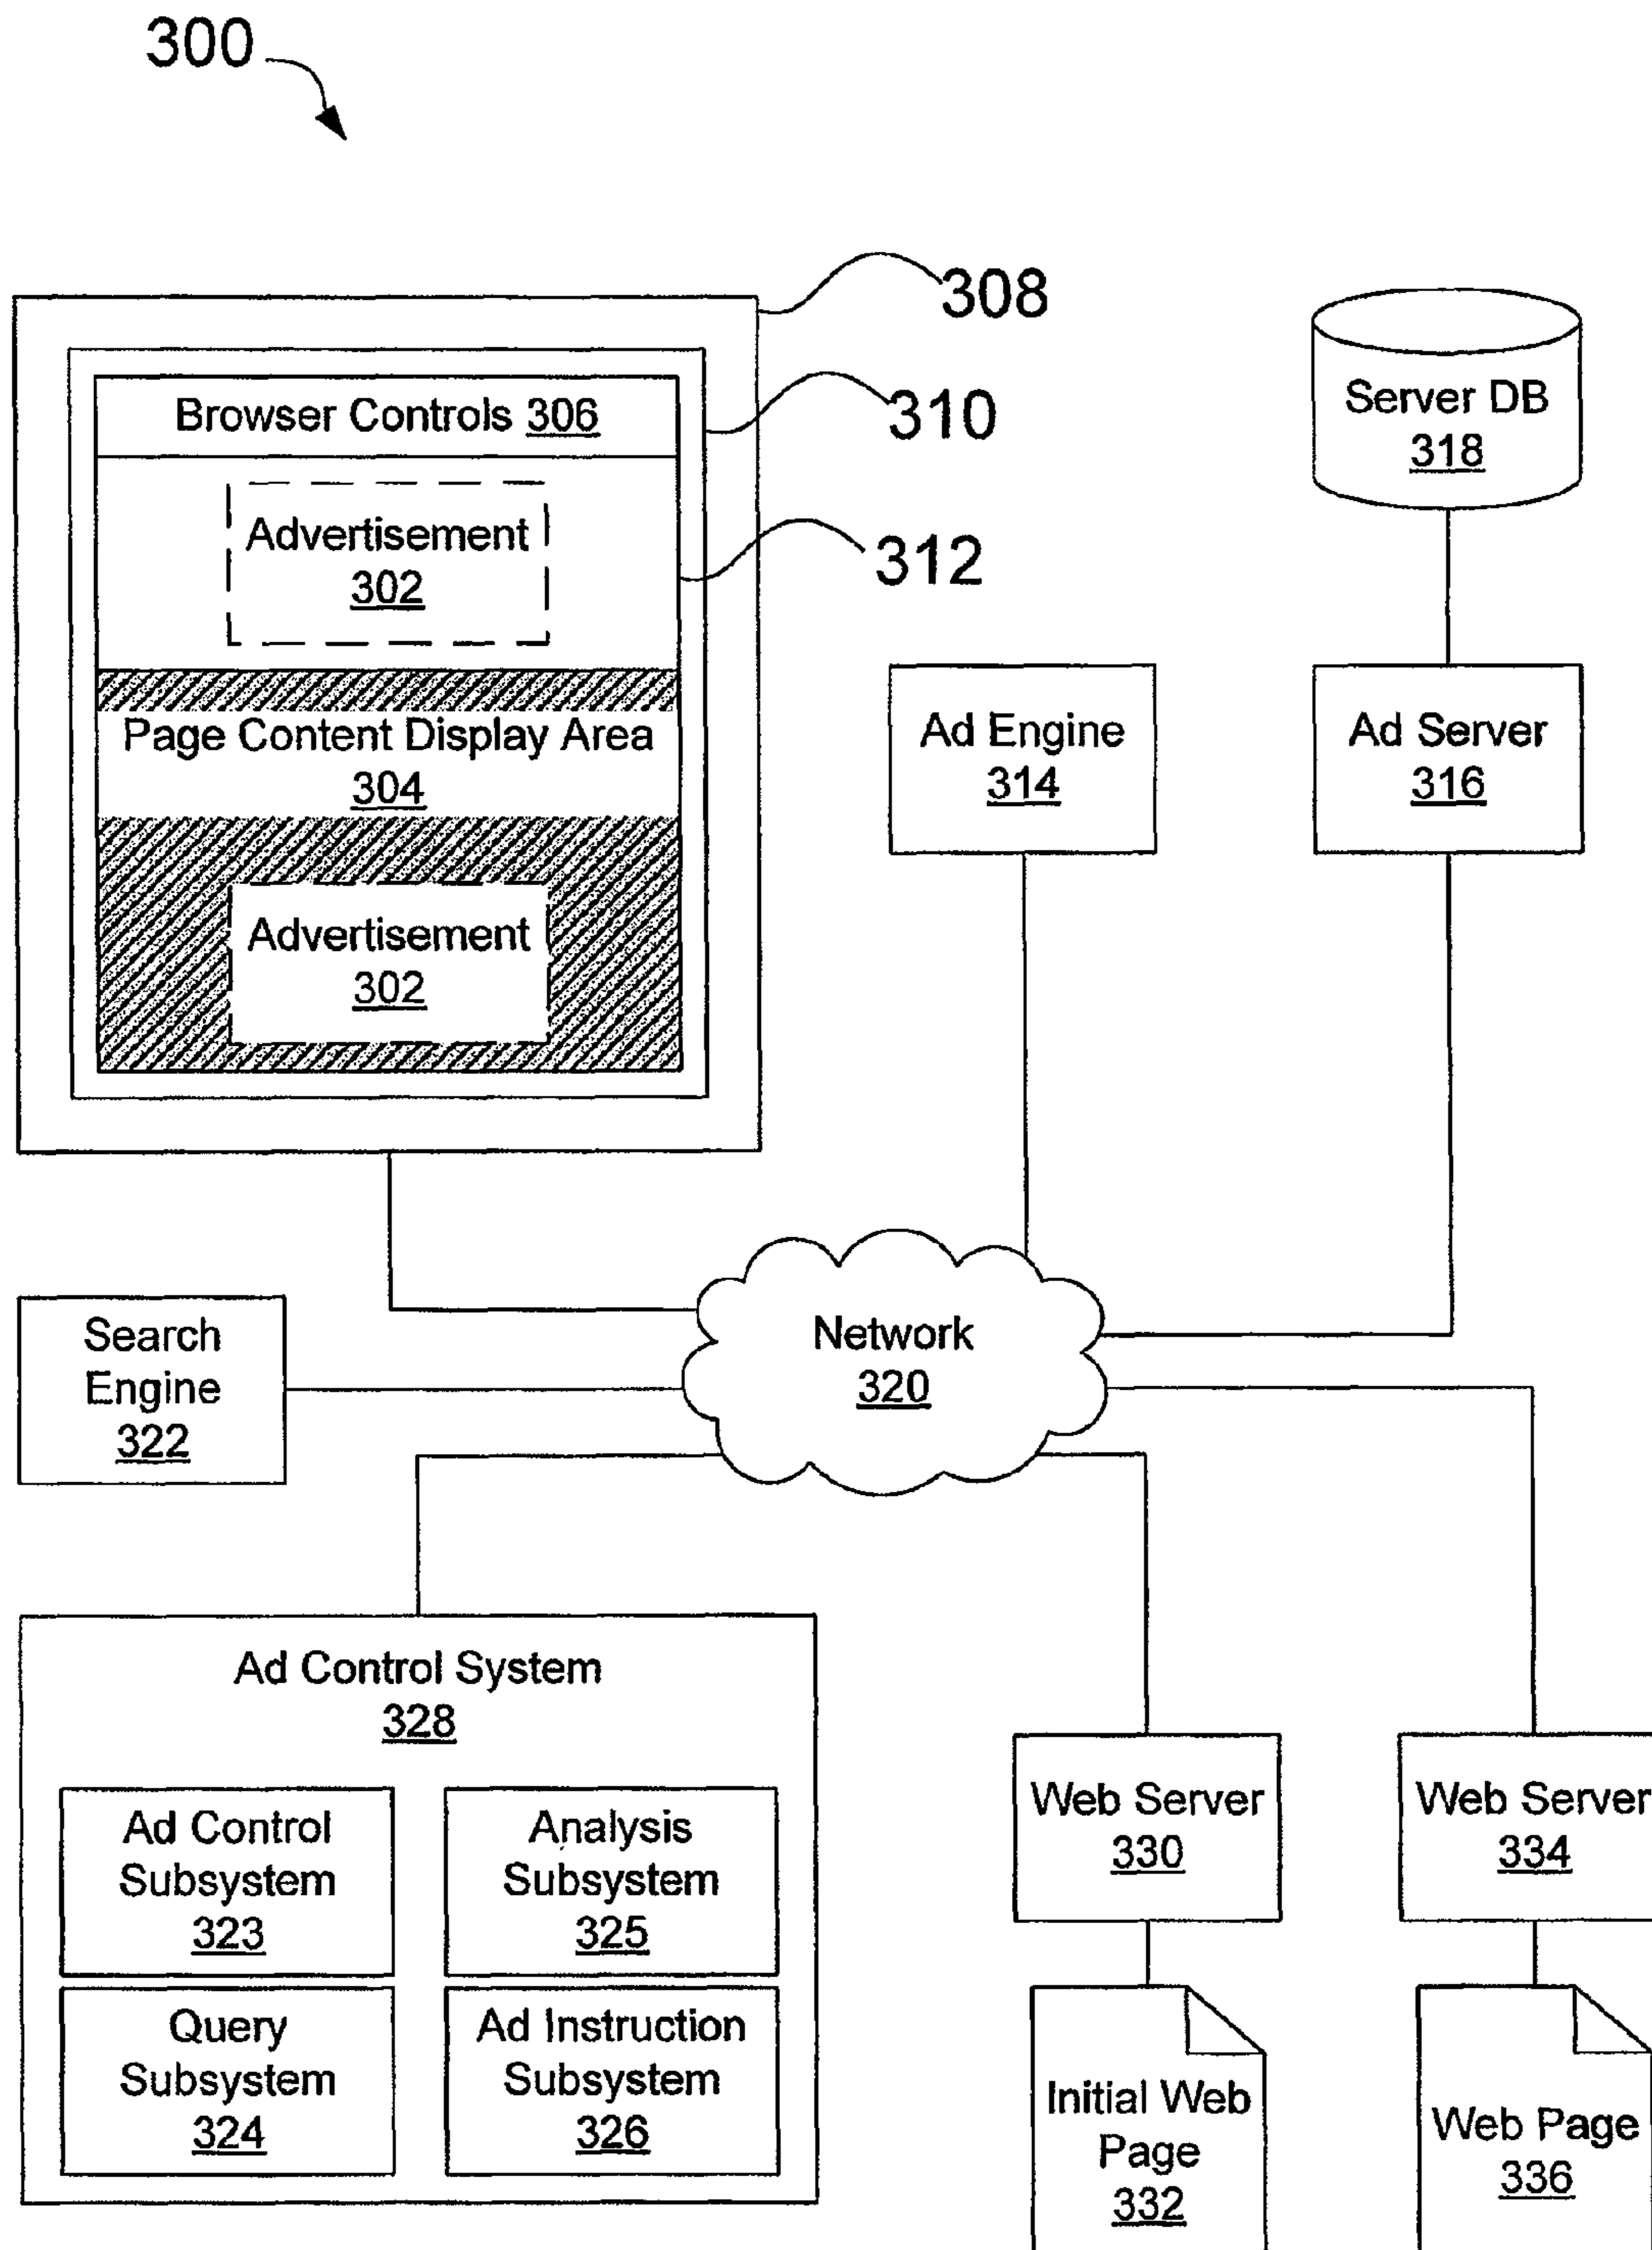 300
308
Browser Controls 306
310
Advertisement
302
312
Server DB
318
Page Content Display Area
304
Ad Engine
314
Ad Server
316
Advertisement
302
Network
320
Search
Engine
322
Ad Control System
328
Ad Control
Subsystem
323
Analysis
Subsystem
325
Query
Subsystem
324
Ad Instruction
Subsystem
326
Web Server
330
Web Server
334
Initial Web
Page
332
Web Page
336